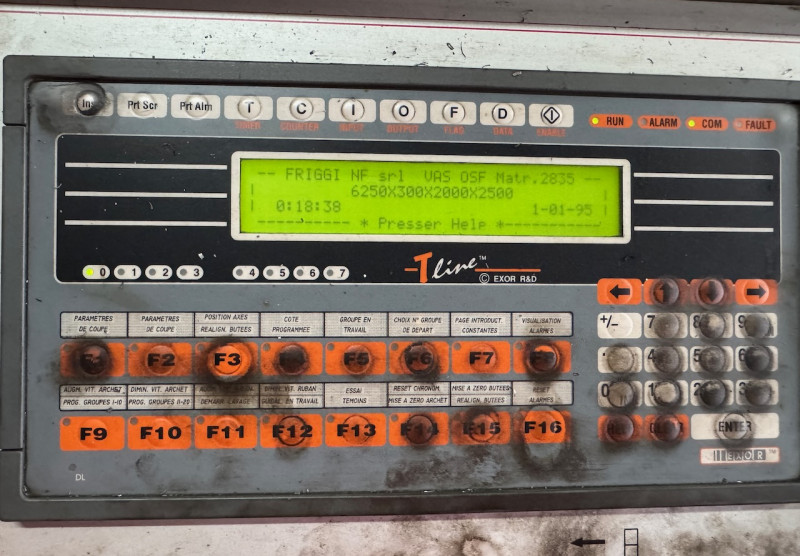 Ins Prt Scr Prt Alm T C I O F D
TIMER COUNTER INPUT OUTPUT FLAG DATA ENABLE
RUN ALARM COM FAULT
-- FRIGGI NF srl VAS OSF Matr.2835 --
| 6250X300X2000X2500 |
| 0:18:38 1-01-95 |
----------- * Presser Help *-----------
0 1 2 3 4 5 6 7
T line™
© EXOR R&D
PARAMETRES DE COUPE
PARAMETRES DE COUPE
POSITION AXES
REALIGN. BUTEES
COTE PROGRAMMEE
GROUPE EN TRAVAIL
CHOIX N° GROUPE DE DEPART
PAGE INTRODUCT. CONSTANTES
VISUALISATION ALARMES
F2 F3 F5 F6 F7
AUGM. VIT. ARCHET
PROG. GROUPES 1-10
DIMIN. VIT. ARCHET
PROG. GROUPES 11-20
DIMIN. VIT. RUBAN
EN TRAVAIL
ESSAI TEMOINS
RESET CHRONOM.
MISE A ZERO ARCHET
MISE A ZERO BUTEES
REALIGN. BUTEES
RESET ALARMES
F9 F10 F11 F12 F13 F15 F16
+/- 7 8 9
4 5 6
0 1
ENTER
EXOR™
DL